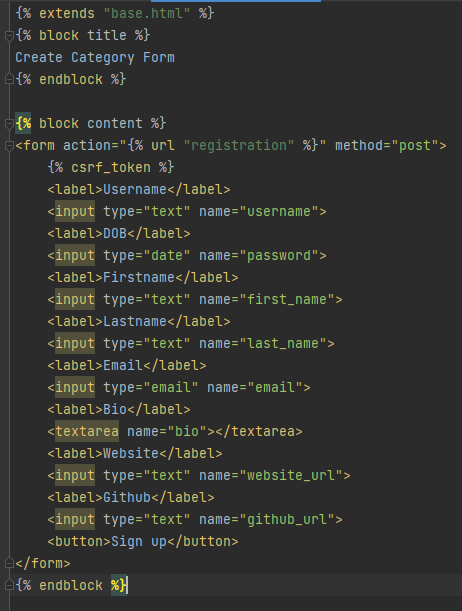 {% extends "base.html" %}
{% block title %}
Create Category Form
{% endblock %}
{% block content %}
<form action="{% url "registration" %}" method="post">
{% csrf_token %}
<label>Username</label>
<input type="text" name="username">
<label>DOB</label>
<input type="date" name="password">
<label>Firstname</label>
<input type="text" name="first_name">
<label>Lastname</label>
<input type="text" name="last_name">
<label>Email</label>
<input type="email" name="email">
<label>Bio</label>
<textarea name="bio"></textarea>
<label>Website</label>
<input type="text" name="website_url">
<label>Github</label>
<input type="text" name="github_url">
<button>Sign up</button>
</form>
{% endblock %}